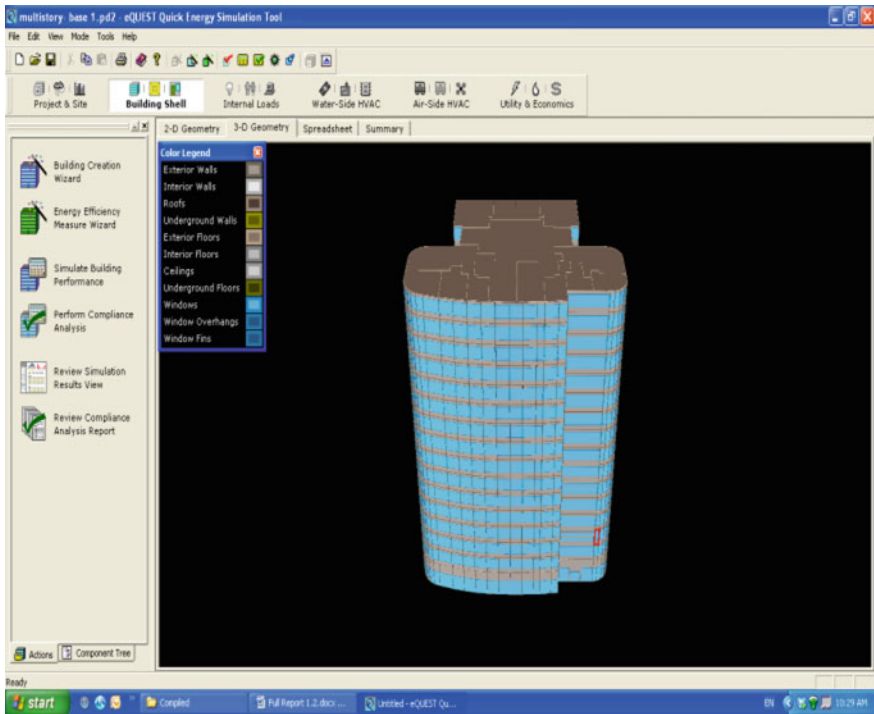 multistory- base 1.pd2 - eQUEST Quick Energy Simulation Tool
File Edit View Mode Tools Help
Project & Site
Building Shell
Internal Loads
Water-Side HVAC
Air-Side HVAC
Utility & Economics
2-D Geometry
3-D Geometry
Spreadsheet
Summary
Building Creation
Wizard
Energy Efficiency
Measure Wizard
Simulate Building
Performance
Perform Compliance
Analysis
Review Simulation
Results View
Review Compliance
Analysis Report
Actions
Component Tree
Color Legend
Exterior Walls
Interior Walls
Roofs
Underground Walls
Exterior Floors
Interior Floors
Ceilings
Underground Floors
Windows
Window Overhangs
Window Fins
Ready
start
Compiled
Full Report 1.2.docx ...
Untitled - eQUEST Qu...
EN
10:29 AM